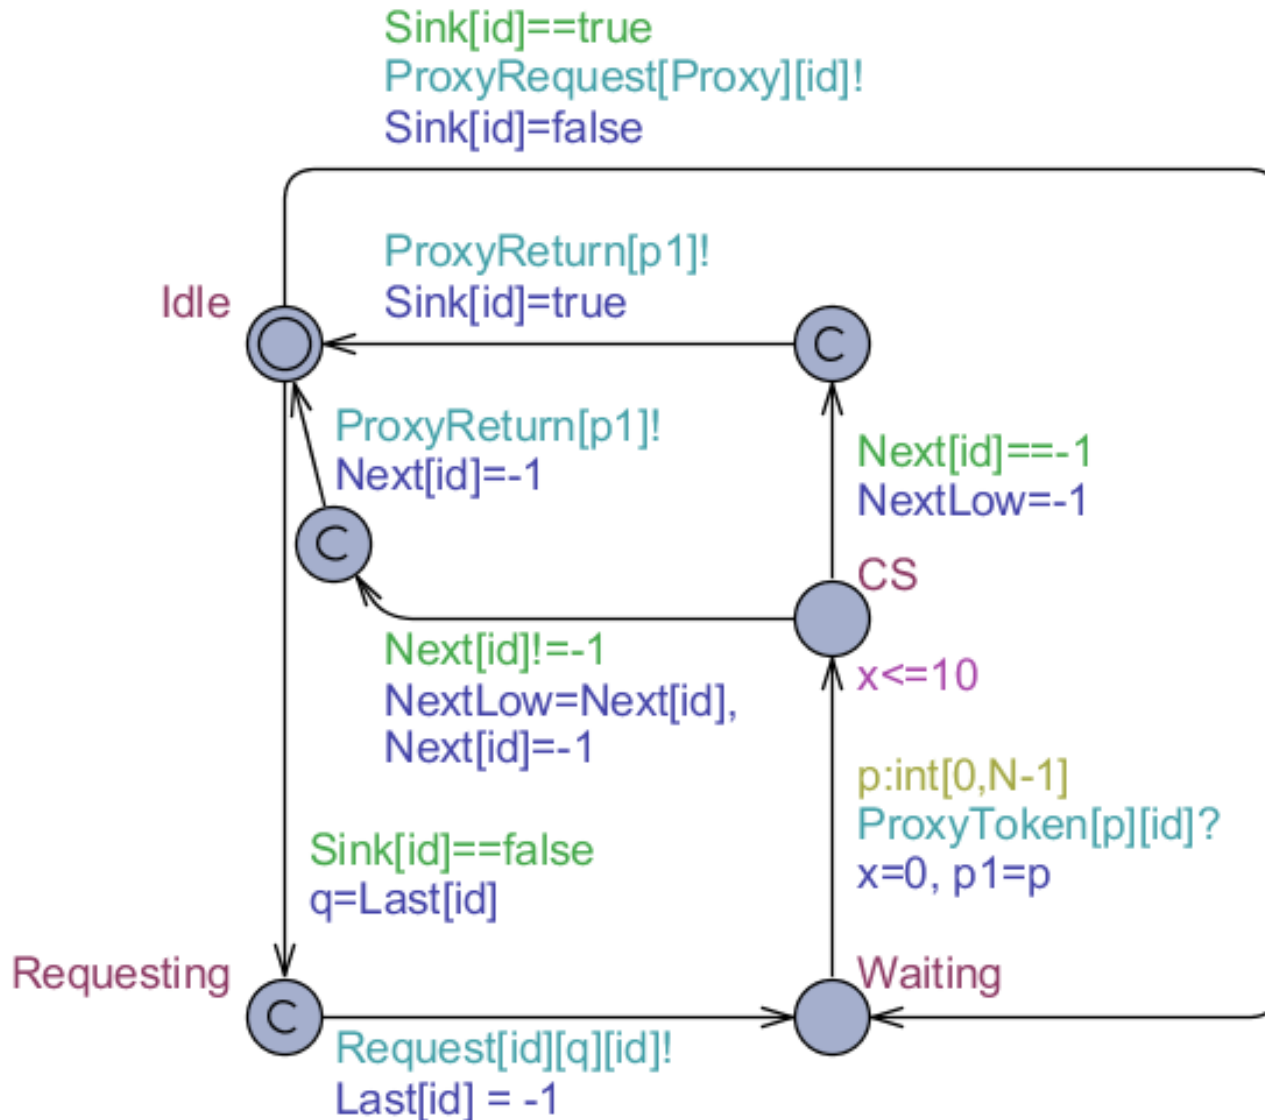 Sink[id]==true
ProxyRequest[Proxy][id]!
Sink[id]=false
ProxyReturn[p1]!
Sink[id]=true
Idle
C
ProxyReturn[p1]!
Next[id]=-1
C
Next[id]==-1
NextLow=-1
CS
x<=10
Next[id]!=-1
NextLow=Next[id],
Next[id]=-1
p:int[0,N-1]
ProxyToken[p][id]?
x=0, p1=p
Sink[id]==false
q=Last[id]
Requesting
C
Waiting
Request[id][q][id]!
Last[id] = -1